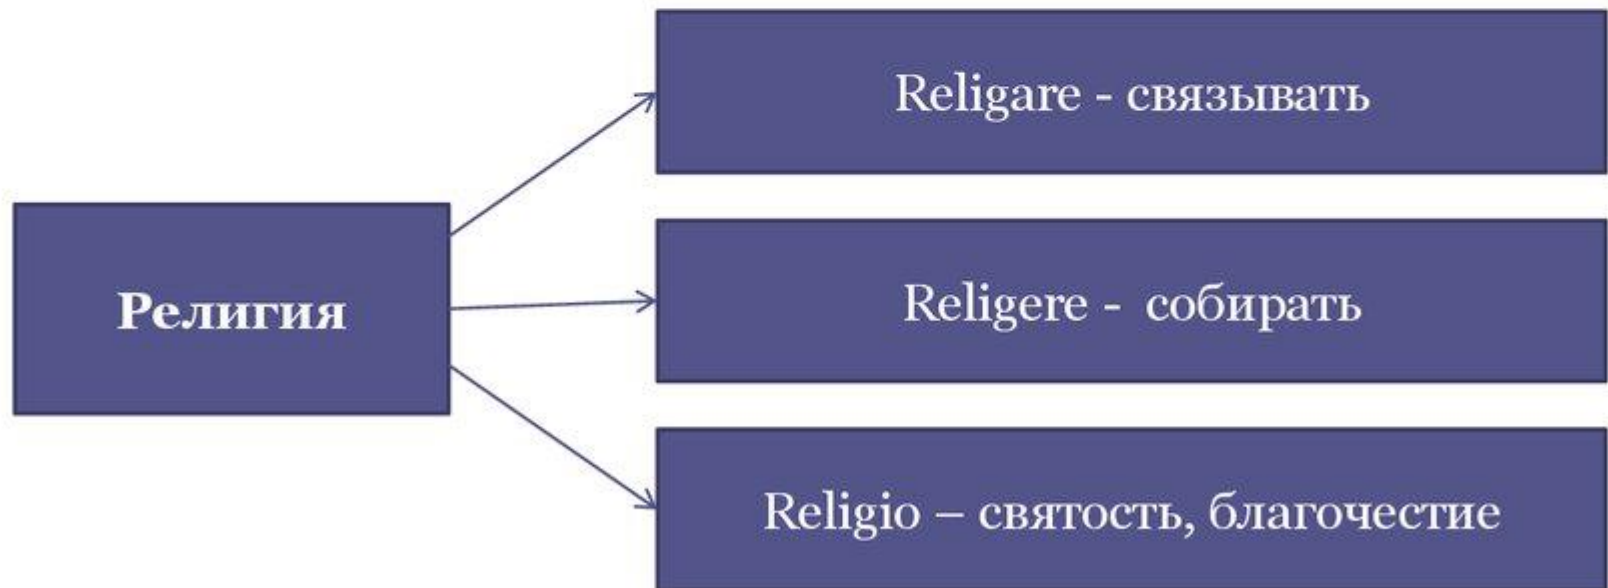 Религия
Religare - связывать
Religere - собирать
Religio – святость, благочестие